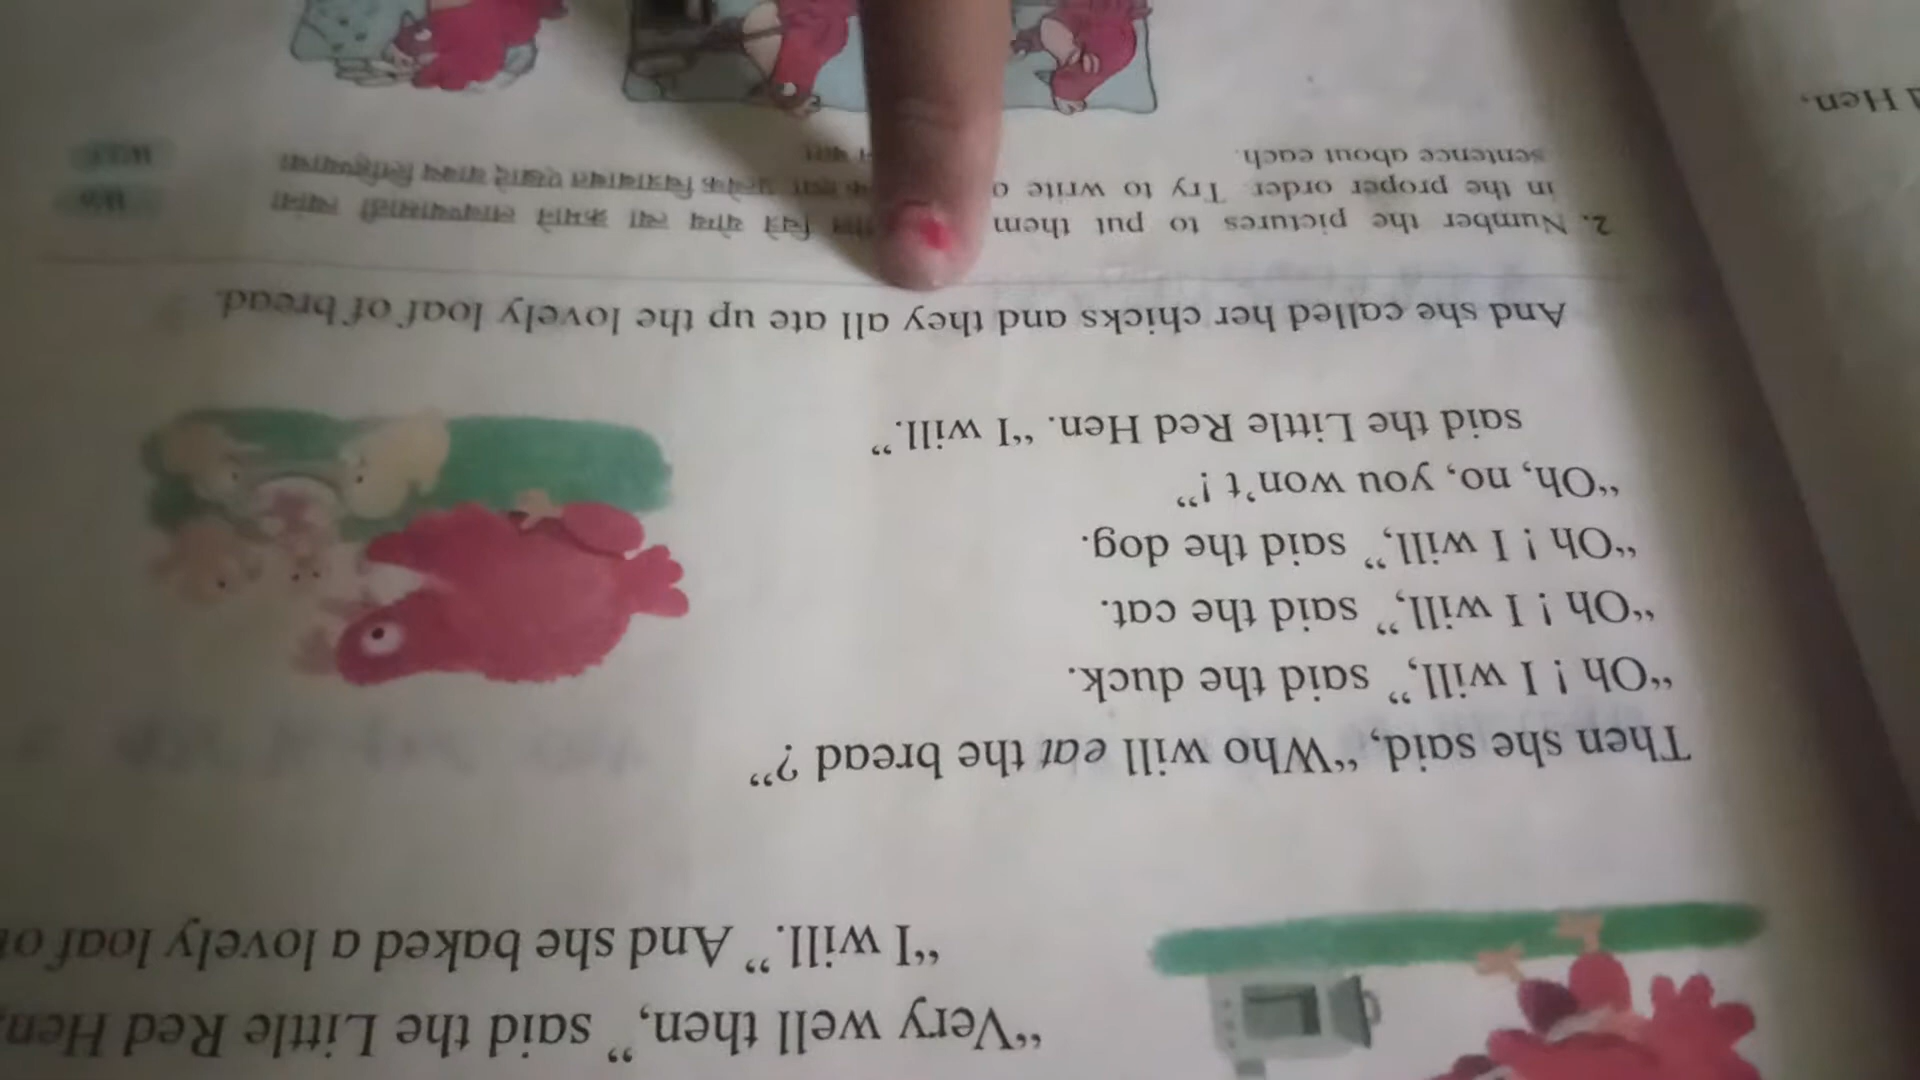 "Very well then," said the Little Red Hen,
"I will." And she baked a lovely loaf of
Then she said, "Who will eat the bread ?"
"Oh ! I will," said the duck.
"Oh ! I will," said the cat.
"Oh ! I will," said the dog.
"Oh, no, you won't !"
said the Little Red Hen. "I will."
And she called her chicks and they all ate up the lovely loaf of bread.
2. Number the pictures to put them
in the proper order. Try to write
sentence about each.
Hen.